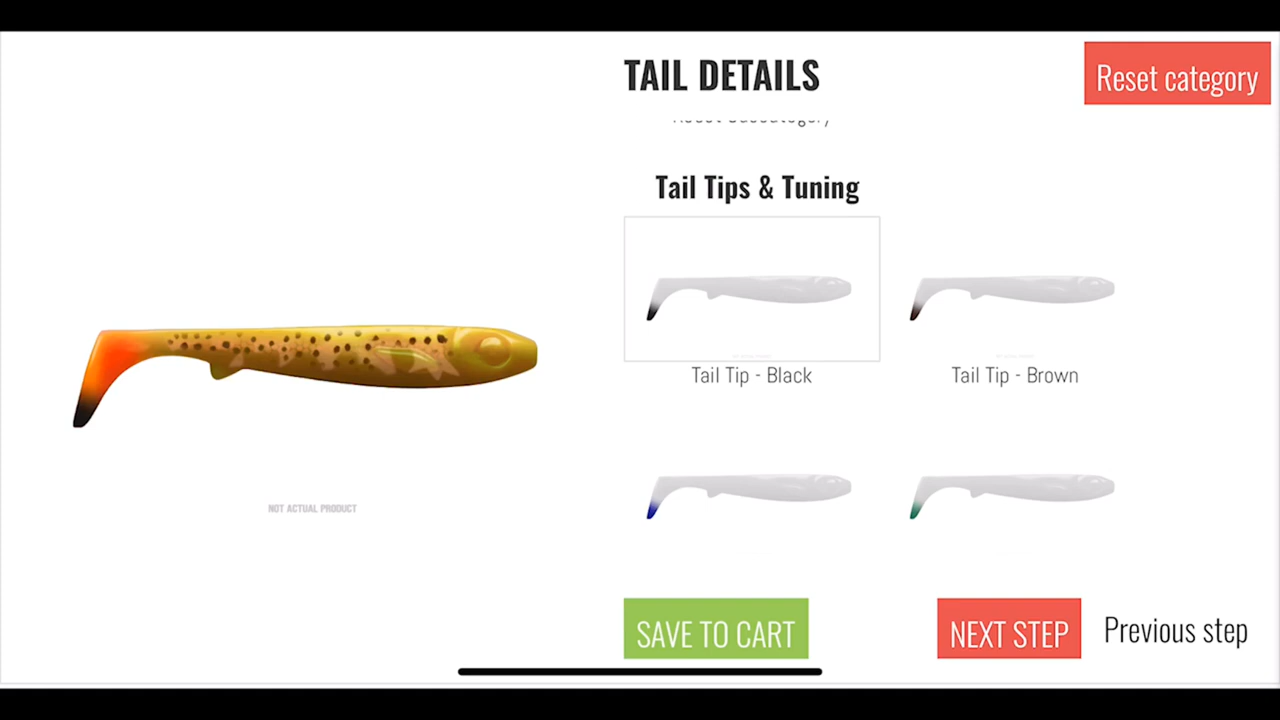 TAIL DETAILS
Reset category
Tail Tips & Tuning
Tail Tip - Black
Tail Tip - Brown
NOT ACTUAL PRODUCT
SAVE TO CART
NEXT STEP
Previous step